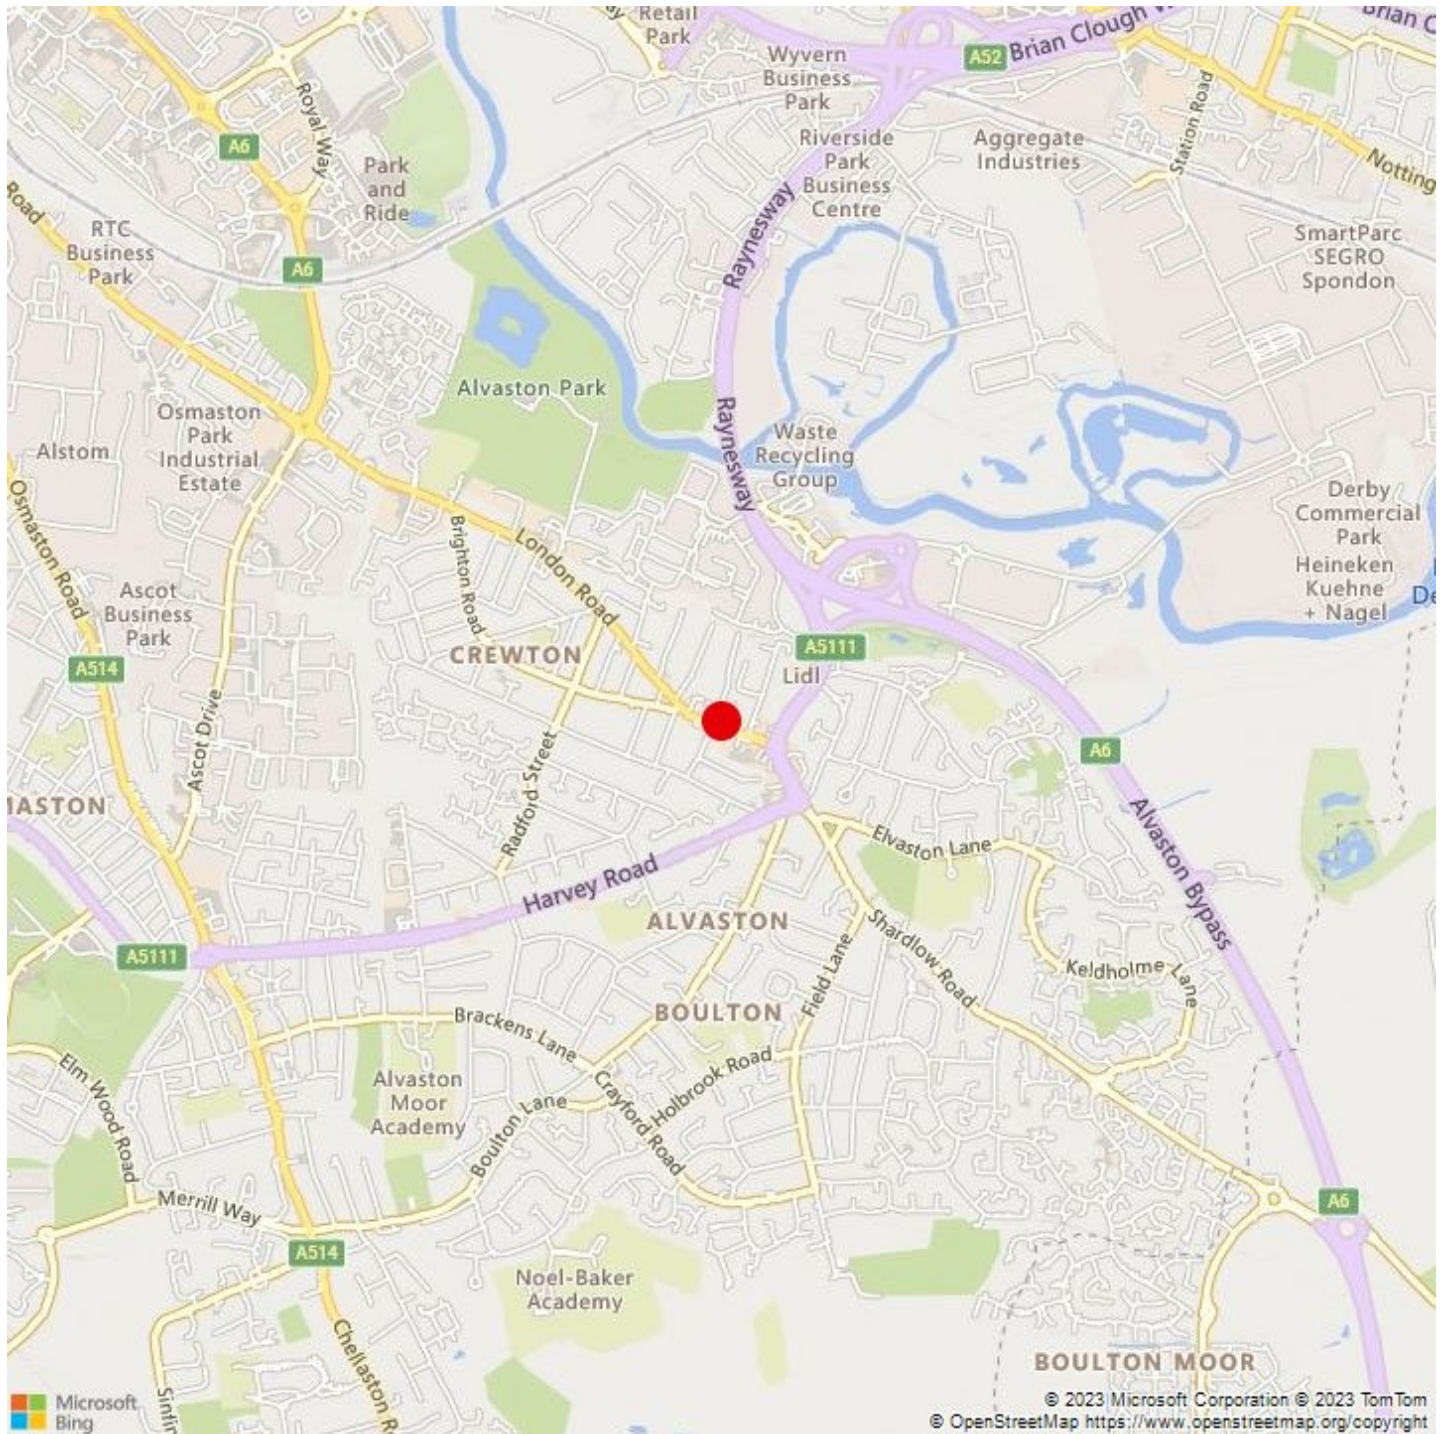 Retail
Park
Wyvern
Business
Park
A52
Brian Clough W
Brian C
Royal Way
A6
Park
and
Ride
Riverside
Park
Business
Centre
Aggregate
Industries
Station Road
Notting
Road
RTC
Business
Park
A6
Raynesway
SmartParc
SEGRO
Spondon
Alvaston Park
Osmaston
Park
Industrial
Estate
Alstom
Raynesway
Waste
Recycling
Group
Derby
Commercial
Park
Heineken
Kuehne
+ Nagel
De
Osmaston Road
Brighton Road
London Road
Ascot
Business
Park
A514
CREWTON
A5111
Lidl
Ascot Drive
Radford Street
A6
MASTON
Alvaston Bypass
Elvaston Lane
Harvey Road
ALVASTON
Shardlow Road
Field Lane
A5111
Keldholme Lane
BOULTON
Brackens Lane
Holbrook Road
Elm Wood Road
Alvaston
Moor
Academy
Boulton Lane
Crayford Road
Merrill Way
A6
A514
Noel-Baker
Academy
Chellaston R
Sinfin
BOULTON MOOR
Microsoft
Bing
© 2023 Microsoft Corporation © 2023 TomTom
© OpenStreetMap https://www.openstreetmap.org/copyright